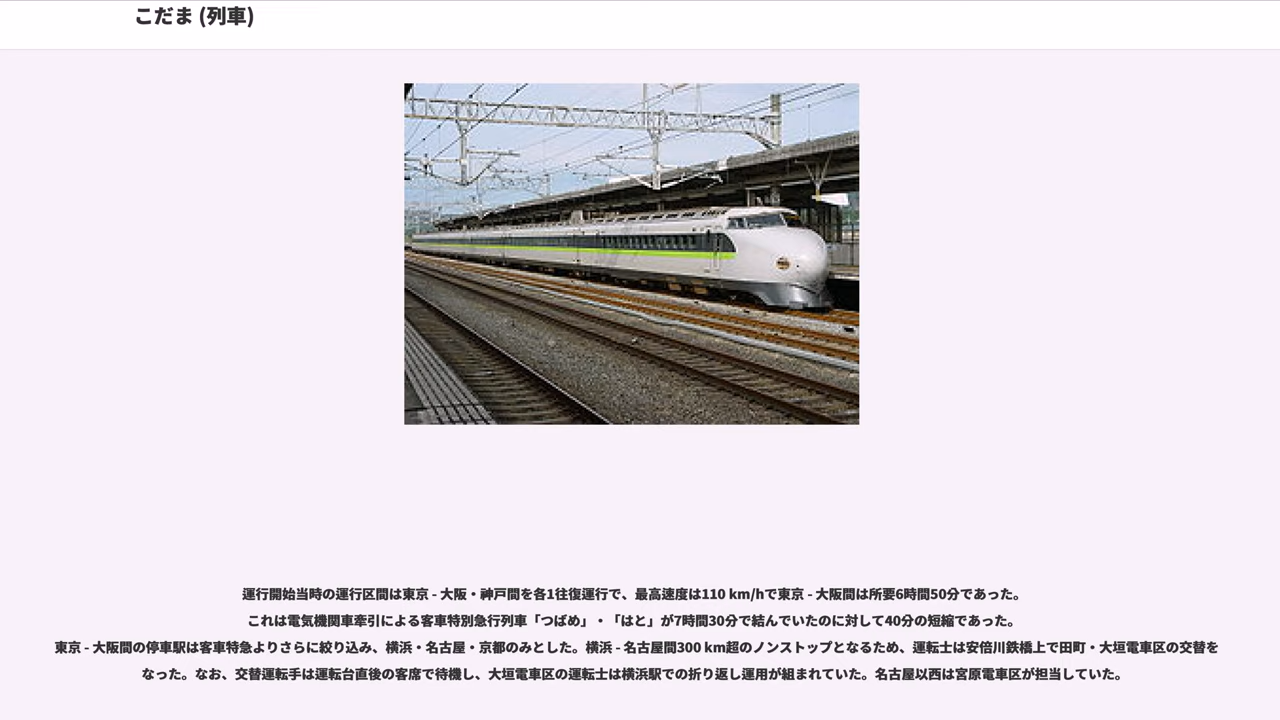 こだま (列車)
運行開始当時の運行区間は東京 - 大阪・神戸間を各1往復運行で、最高速度は110 km/hで東京 - 大阪間は所要6時間50分であった。
これは電気機関車牽引による客車特別急行列車「つばめ」・「はと」が7時間30分で結んでいたのに対して40分の短縮であった。
東京 - 大阪間の停車駅は客車特急よりさらに絞り込み、横浜・名古屋・京都のみとした。横浜 - 名古屋間300 km超のノンストップとなるため、運転士は安倍川鉄橋上で田町・大垣電車区の交替を
なった。なお、交替運転手は運転台直後の客席で待機し、大垣電車区の運転士は横浜駅での折り返し運用が組まれていた。名古屋以西は宮原電車区が担当していた。